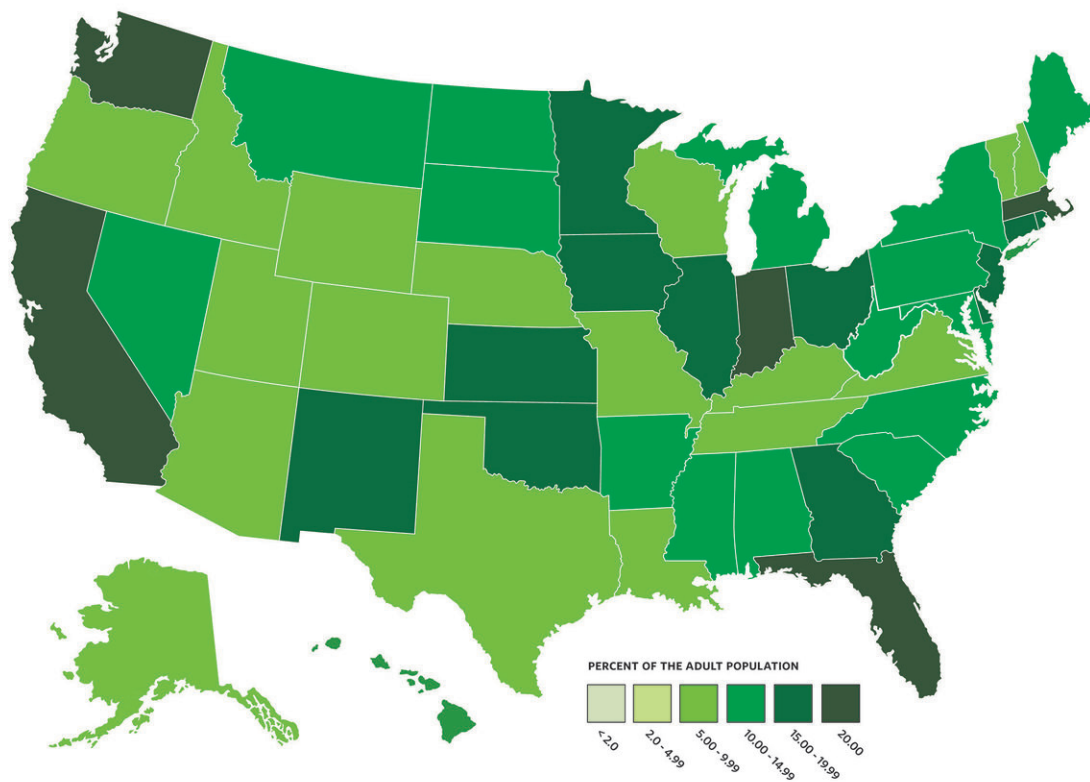 PERCENT OF THE ADULT POPULATION
< 2.0
2.0 - 4.99
5.00 - 9.99
10.00 - 14.99
15.00 - 19.99
20.00